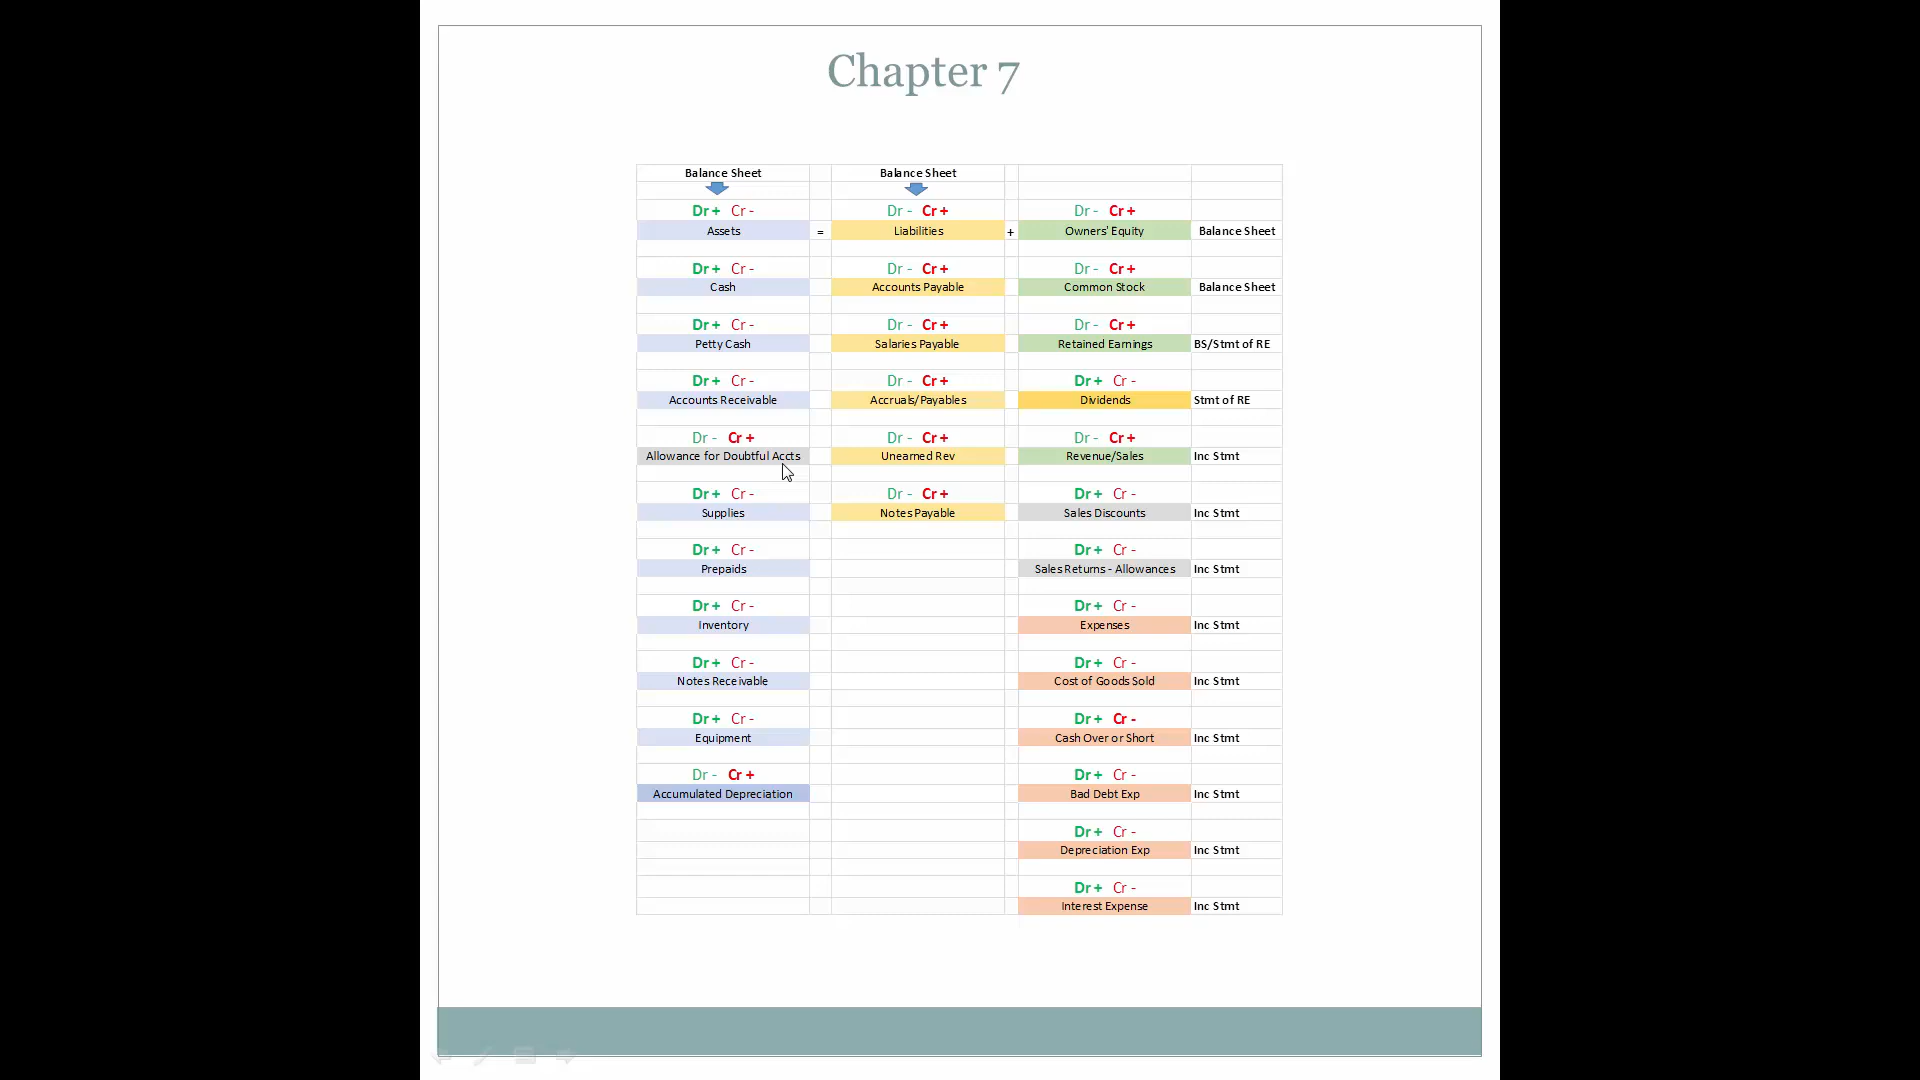 Chapter 7
Balance Sheet Balance Sheet
Dr + Cr - Dr - Cr + Dr - Cr +
Assets = Liabilities + Owners' Equity Balance Sheet
Dr + Cr - Dr - Cr + Dr - Cr +
Cash Accounts Payable Common Stock Balance Sheet
Dr + Cr - Dr - Cr + Dr - Cr +
Petty Cash Salaries Payable Retained Earnings BS/Stmt of RE
Dr + Cr - Dr - Cr + Dr + Cr -
Accounts Receivable Accruals/Payables Dividends Stmt of RE
Dr - Cr + Dr - Cr + Dr - Cr +
Allowance for Doubtful Accts Unearned Rev Revenue/Sales Inc Stmt
Dr + Cr - Dr - Cr + Dr + Cr -
Supplies Notes Payable Sales Discounts Inc Stmt
Dr + Cr - Dr + Cr -
Prepaids Sales Returns - Allowances Inc Stmt
Dr + Cr - Dr + Cr -
Inventory Expenses Inc Stmt
Dr + Cr - Dr + Cr -
Notes Receivable Cost of Goods Sold Inc Stmt
Dr + Cr - Dr + Cr -
Equipment Cash Over or Short Inc Stmt
Dr - Cr + Dr + Cr -
Accumulated Depreciation Bad Debt Exp Inc Stmt
Dr + Cr -
Depreciation Exp Inc Stmt
Dr + Cr -
Interest Expense Inc Stmt